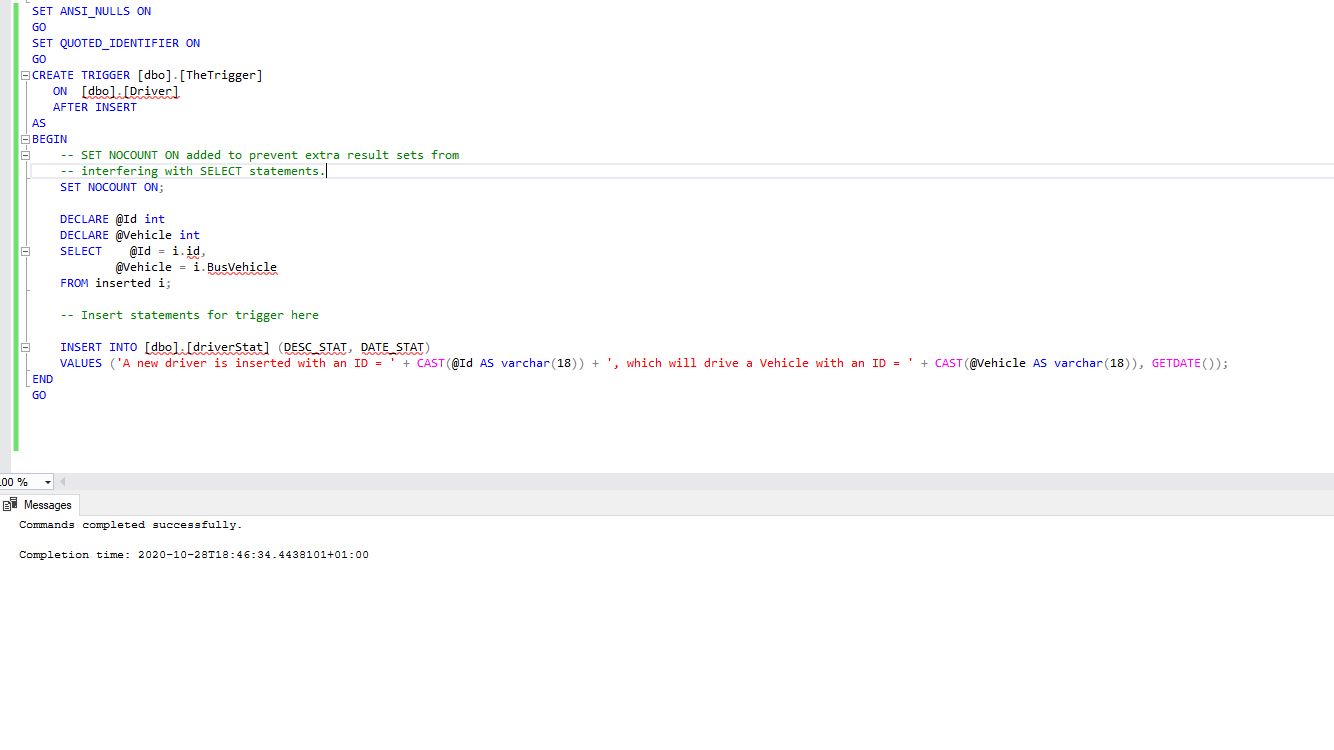 SET ANSI_NULLS ON
GO
SET QUOTED_IDENTIFIER ON
GO
CREATE TRIGGER [dbo].[TheTrigger]
ON [dbo].[Driver]
AFTER INSERT
AS
BEGIN
-- SET NOCOUNT ON added to prevent extra result sets from
-- interfering with SELECT statements.
SET NOCOUNT ON;
DECLARE @Id int
DECLARE @Vehicle int
SELECT @Id = i.id,
@Vehicle = i.BusVehicle
FROM inserted i;
-- Insert statements for trigger here
INSERT INTO [dbo].[driverStat] (DESC_STAT, DATE_STAT)
VALUES ('A new driver is inserted with an ID = ' + CAST(@Id AS varchar(18)) + ', which will drive a Vehicle with an ID = ' + CAST(@Vehicle AS varchar(18)), GETDATE());
END
GO
.00 %
Messages
Commands completed successfully.
Completion time: 2020-10-28T18:46:34.4438101+01:00